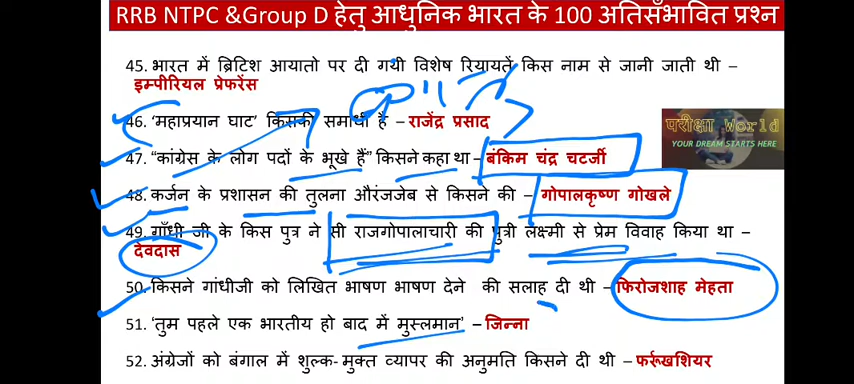 RRB NTPC &Group D हेतु आधुनिक भारत के 100 अतिसँभावित प्रश्न
45. भारत में ब्रिटिश आयातो पर दी गयी विशेष रियायतें किस नाम से जानी जाती थी –
इम्पीरियल प्रेफरेंस
46. ‘महाप्रयान घाट’ किसकी समाधी है – राजेंद्र प्रसाद
परीक्षा World
YOUR DREAM STARTS HERE
47. “कांग्रेस के लोग पदों के भूखे हैं” किसने कहा था – बंकिम चंद्र चटर्जी
48. कर्जन के प्रशासन की तुलना औरंगजेब से किसने की – गोपालकृष्ण गोखले
49. गाँधी जी के किस पुत्र ने सी राजगोपालाचारी की पुत्री लक्ष्मी से प्रेम विवाह किया था –
देवदास
50. किसने गांधीजी को लिखित भाषण भाषण देने की सलाह दी थी – फिरोजशाह मेहता
51. ‘तुम पहले एक भारतीय हो बाद में मुस्लमान’ – जिन्ना
52. अंग्रेजों को बंगाल में शुल्क- मुक्त व्यापर की अनुमति किसने दी थी – फर्रूखशियर